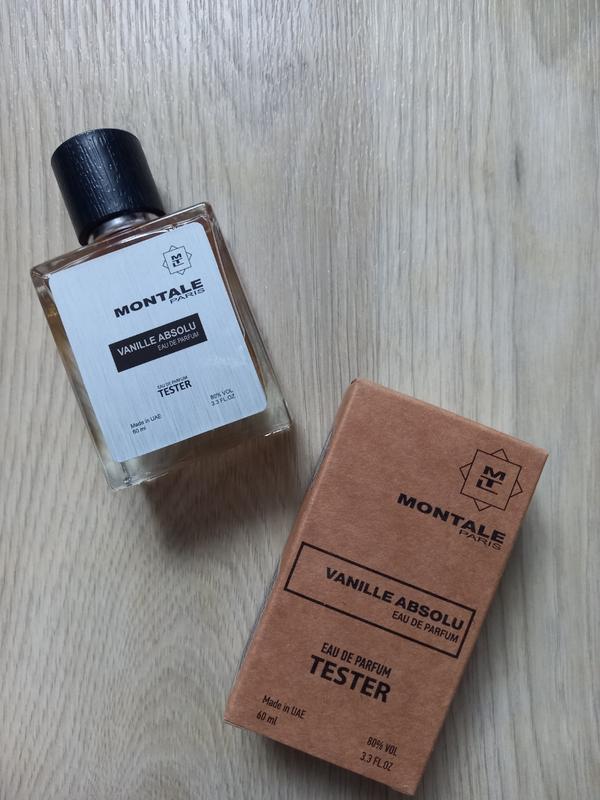 MTL
MONTALE
PARIS
VANILLE ABSOLU
EAU DE PARFUM
EAU DE PARFUM
TESTER
Made in UAE
60 ml
80% VOL
3.3 FL.OZ
MTL
MONTALE
PARIS
VANILLE ABSOLU
EAU DE PARFUM
EAU DE PARFUM
TESTER
Made in UAE
60 ml
80% VOL
3.3 FL.OZ